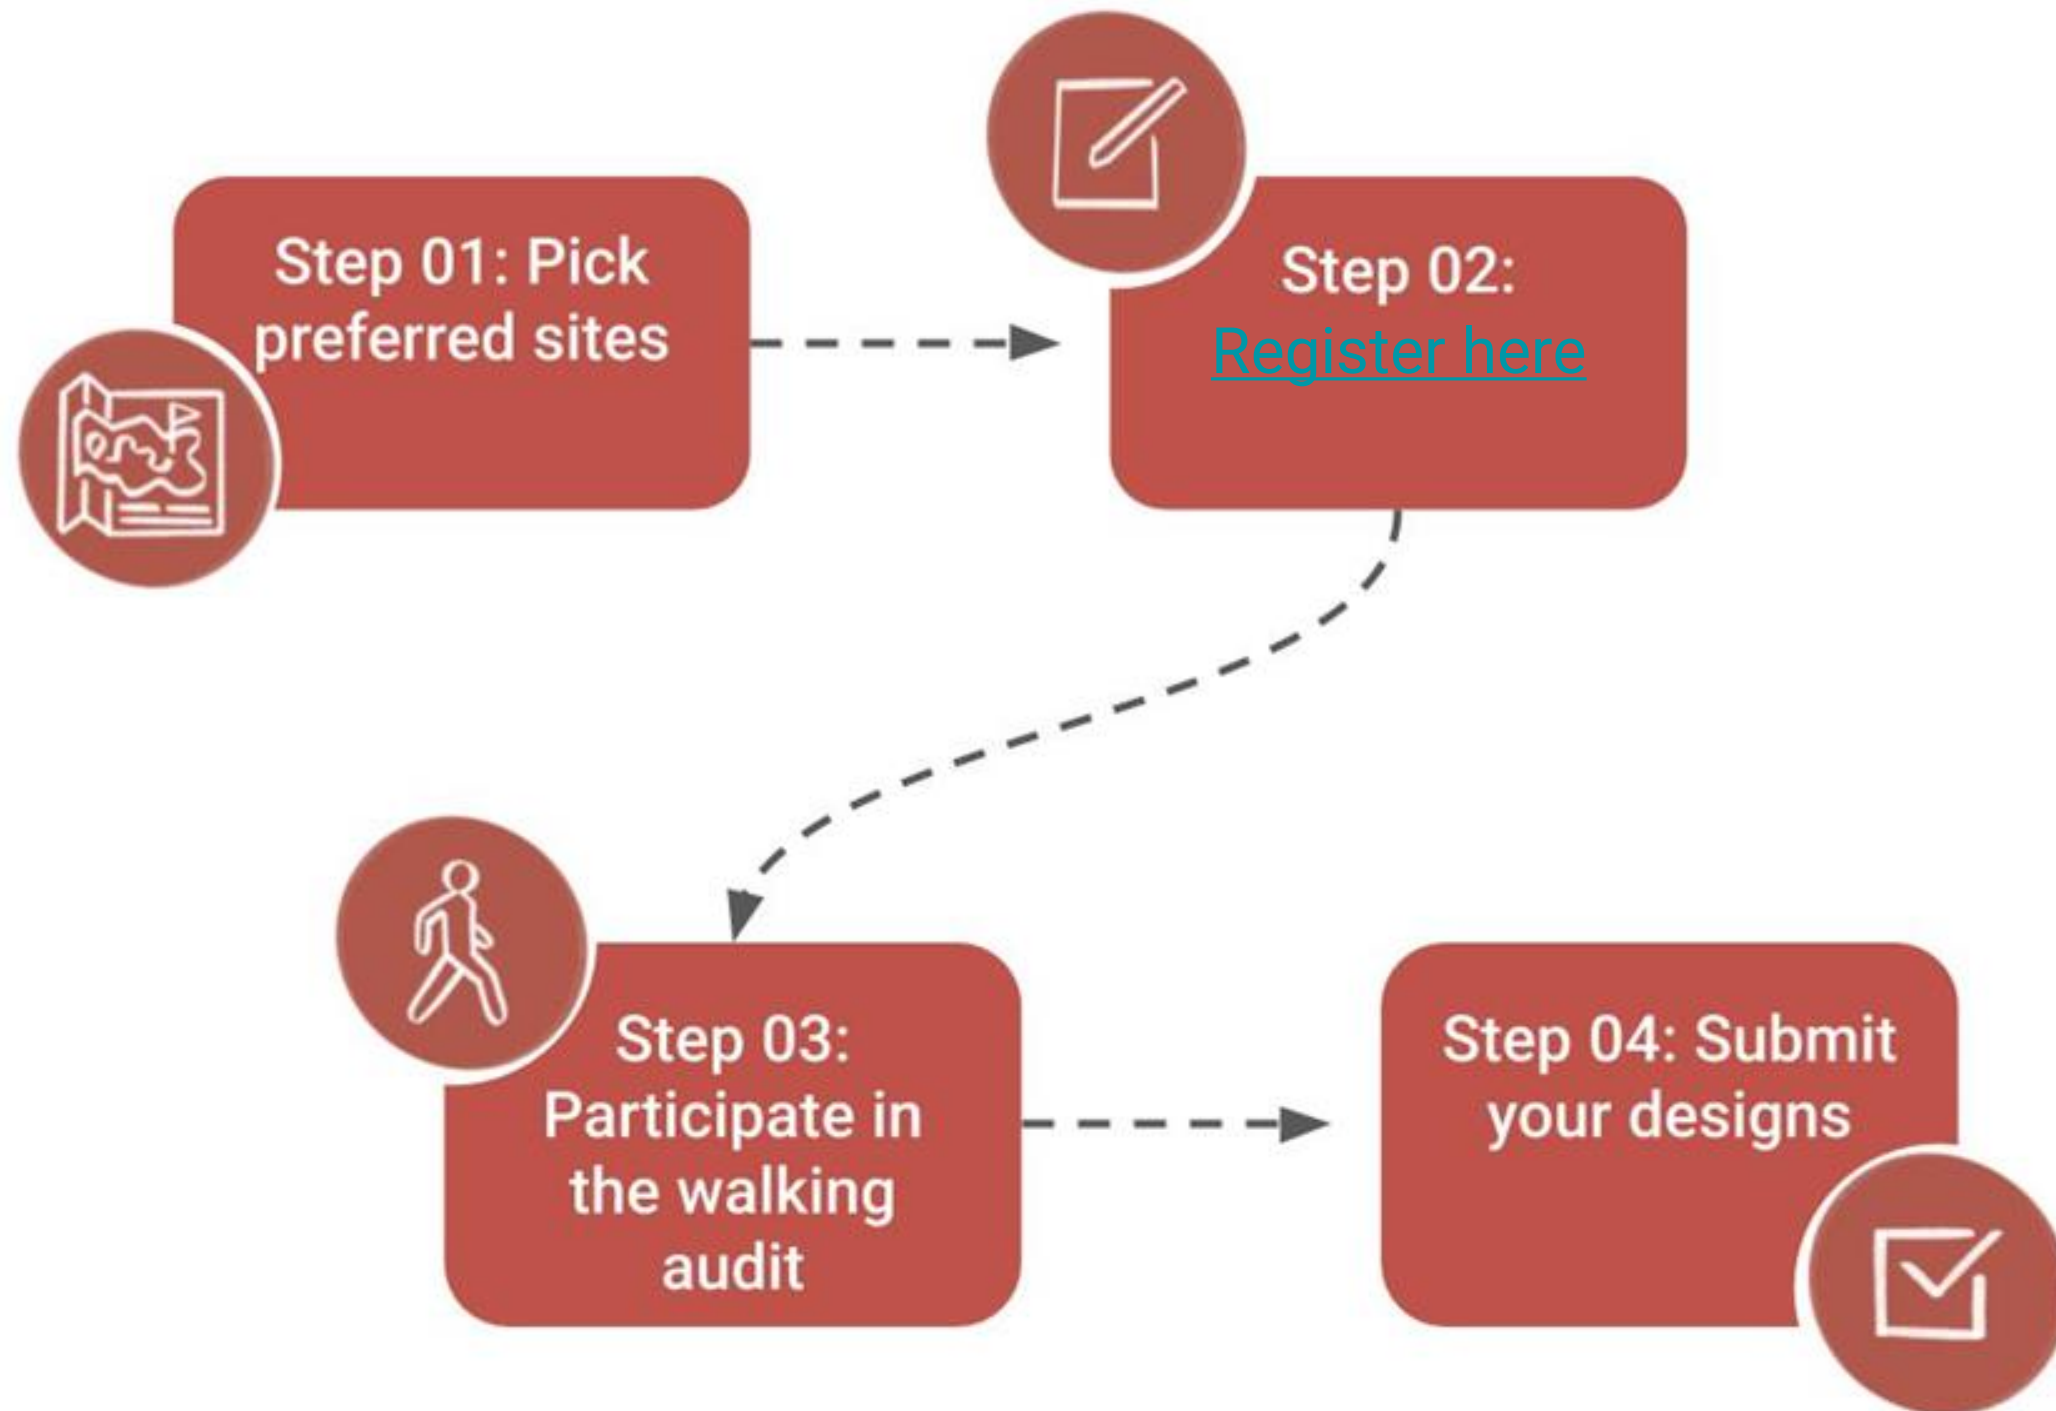 Step 01: Pick
preferred sites
Step 02:
Register here
Step 03:
Participate in
the walking
audit
Step 04: Submit
your designs